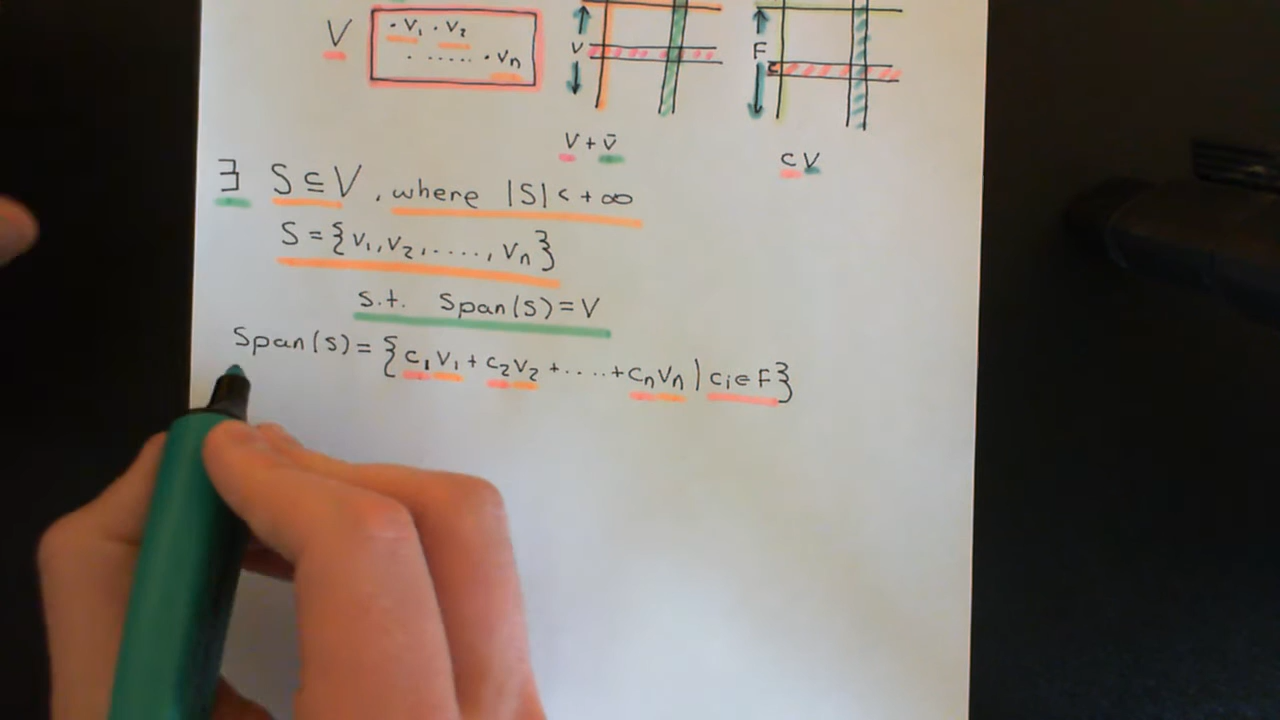 V
· v₁ · v₂
· ..... · vₙ
V
V + v̄
F
c
cV
∃ S ⊆ V , where |S| < +∞
S = {v₁, v₂, ....., vₙ}
s.t. Span(S) = V
Span(S) = {c₁v₁ + c₂v₂ + .... + cₙvₙ | cᵢ ∈ F}